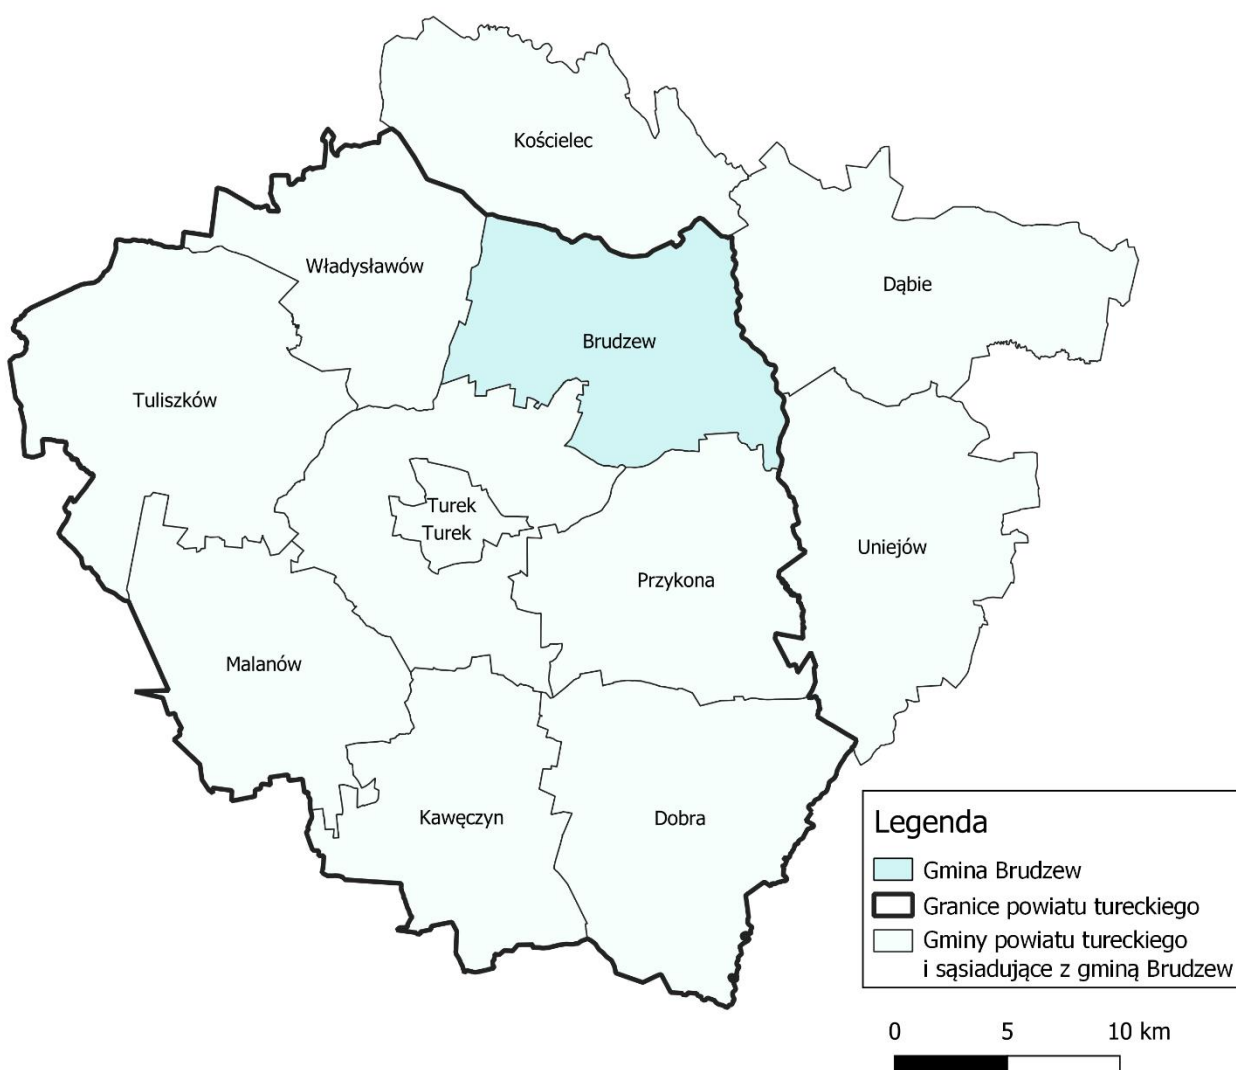 Kościelec
Władysławów
Dąbie
Brudzew
Tuliszków
Turek
Turek
Uniejów
Przykona
Malanów
Kawęczyn
Dobra
Legenda
Gmina Brudzew
Granice powiatu tureckiego
Gminy powiatu tureckiego
i sąsiadujące z gminą Brudzew
0 5 10 km